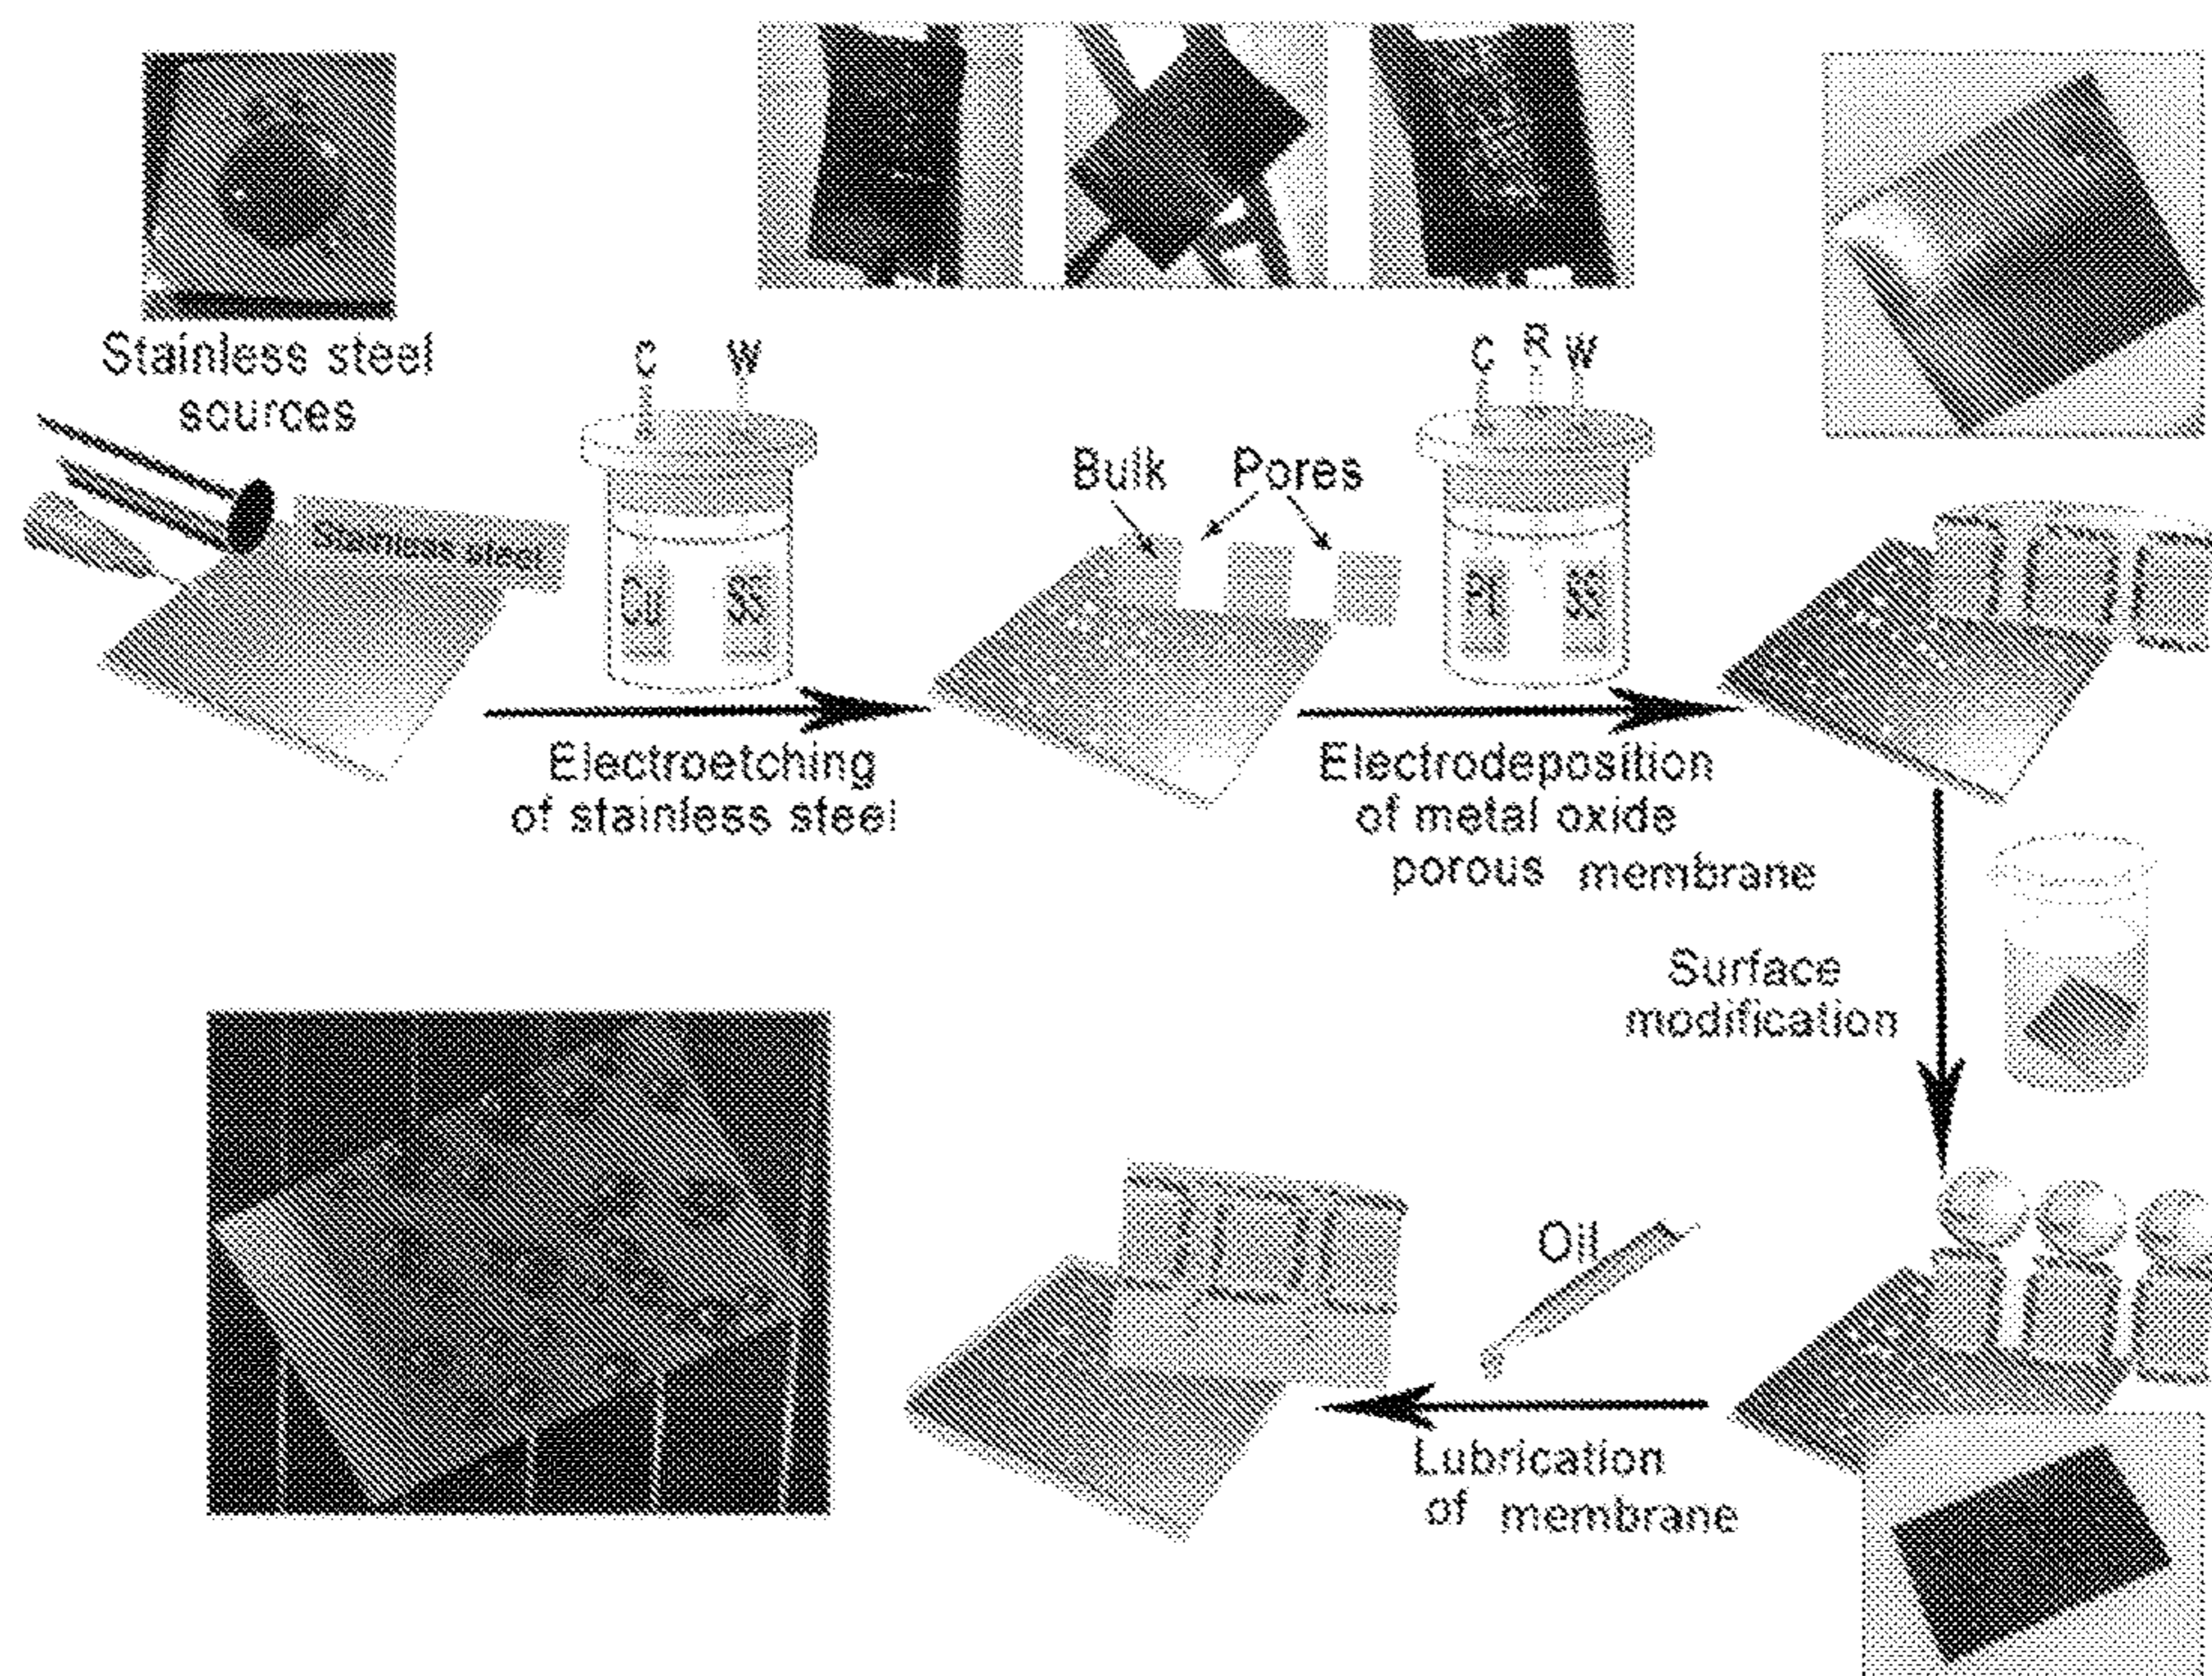 Stainless steel
sources
Stainless steel
C W
Cu SS
Bulk Pores
C R W
Pt SS
Electroetching
of stainless steel
Electrodeposition
of metal oxide
porous membrane
Surface
modification
Oil
Lubrication
of membrane